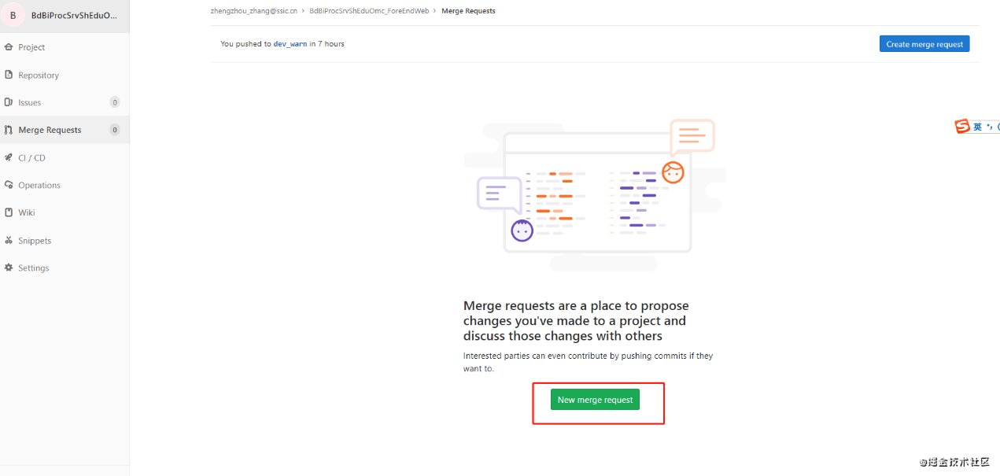 B BdBiProcSrvShEduO...
Project
Repository
Issues 0
Merge Requests 0
CI / CD
Operations
Wiki
Snippets
Settings
zhengzhou_zhang@ssic.cn › BdBiProcSrvShEduOmc_ForeEndWeb › Merge Requests
You pushed to dev_warn in 7 hours
Create merge request
英
Merge requests are a place to propose
changes you've made to a project and
discuss those changes with others
Interested parties can even contribute by pushing commits if they
want to.
New merge request
@掘金技术社区